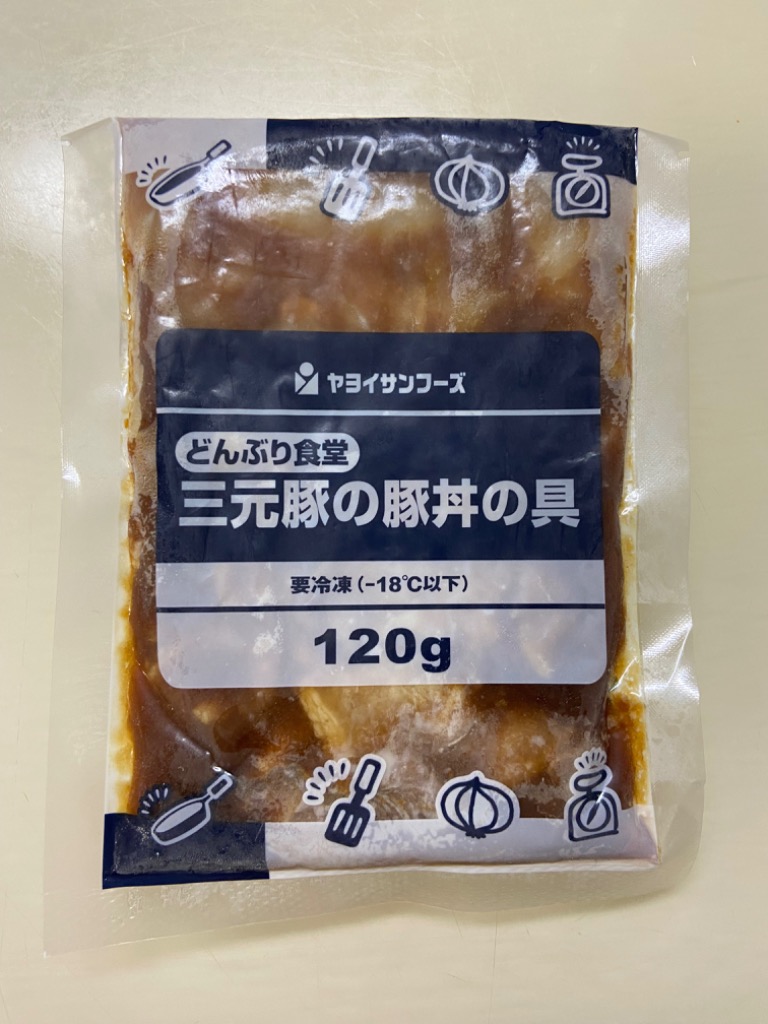 ヤヨイサンフーズ
どんぶり食堂
三元豚の豚丼の具
要冷凍(-18℃以下)
120g